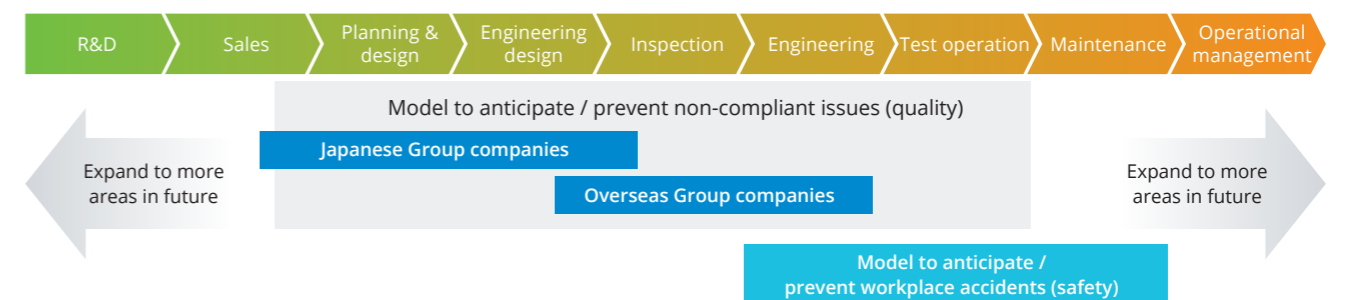 R&D
Sales
Planning &
design
Engineering
design
Inspection
Engineering
Test operation
Maintenance
Operational
management
Model to anticipate / prevent non-compliant issues (quality)
Japanese Group companies
Expand to more
areas in future
Overseas Group companies
Expand to more
areas in future
Model to anticipate /
prevent workplace accidents (safety)